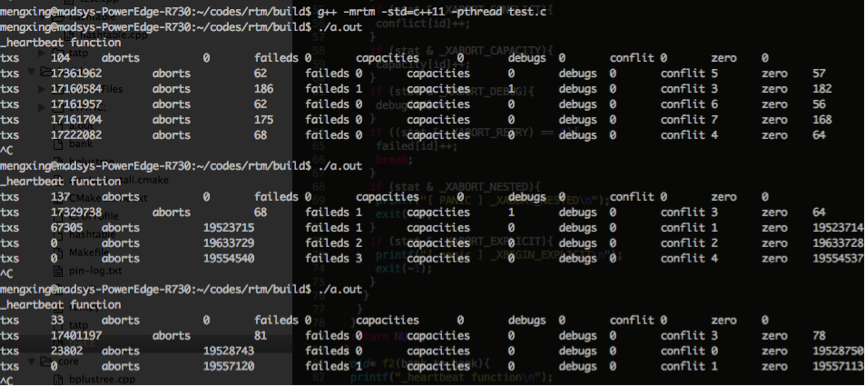 mengxing@madsys-PowerEdge-R730:~/codes/rtm/build$ g++ -mrtm -std=c++11 -pthread test.c
mengxing@madsys-PowerEdge-R730:~/codes/rtm/build$ ./a.out
_heartbeat function
txs 104 aborts 0 faileds 0 capacities 0 debugs 0 conflit 0 zero 0
txs 17361962 aborts 62 faileds 0 capacities 0 debugs 0 conflit 5 zero 57
txs 17160584 aborts 186 faileds 1 capacities 1 debugs 0 conflit 3 zero 182
txs 17161957 aborts 62 faileds 0 capacities 0 debugs 0 conflit 6 zero 56
txs 17161704 aborts 175 faileds 0 capacities 0 debugs 0 conflit 7 zero 168
txs 17222082 aborts 68 faileds 0 capacities 0 debugs 0 conflit 4 zero 64
^C
mengxing@madsys-PowerEdge-R730:~/codes/rtm/build$ ./a.out
_heartbeat function
txs 137 aborts 0 faileds 0 capacities 0 debugs 0 conflit 0 zero 0
txs 17329738 aborts 68 faileds 1 capacities 1 debugs 0 conflit 3 zero 64
txs 67305 aborts 19523715 faileds 1 capacities 0 debugs 0 conflit 1 zero 19523714
txs 0 aborts 19633729 faileds 2 capacities 0 debugs 0 conflit 2 zero 19633728
txs 0 aborts 19554540 faileds 3 capacities 0 debugs 0 conflit 4 zero 19554537
^C
mengxing@madsys-PowerEdge-R730:~/codes/rtm/build$ ./a.out
_heartbeat function
txs 33 aborts 0 faileds 0 capacities 0 debugs 0 conflit 0 zero 0
txs 17401197 aborts 81 faileds 0 capacities 0 debugs 0 conflit 3 zero 78
txs 23802 aborts 19528743 faileds 0 capacities 0 debugs 0 conflit 0 zero 19528750
txs 0 aborts 19557120 faileds 1 capacities 0 debugs 0 conflit 1 zero 19557113
^C